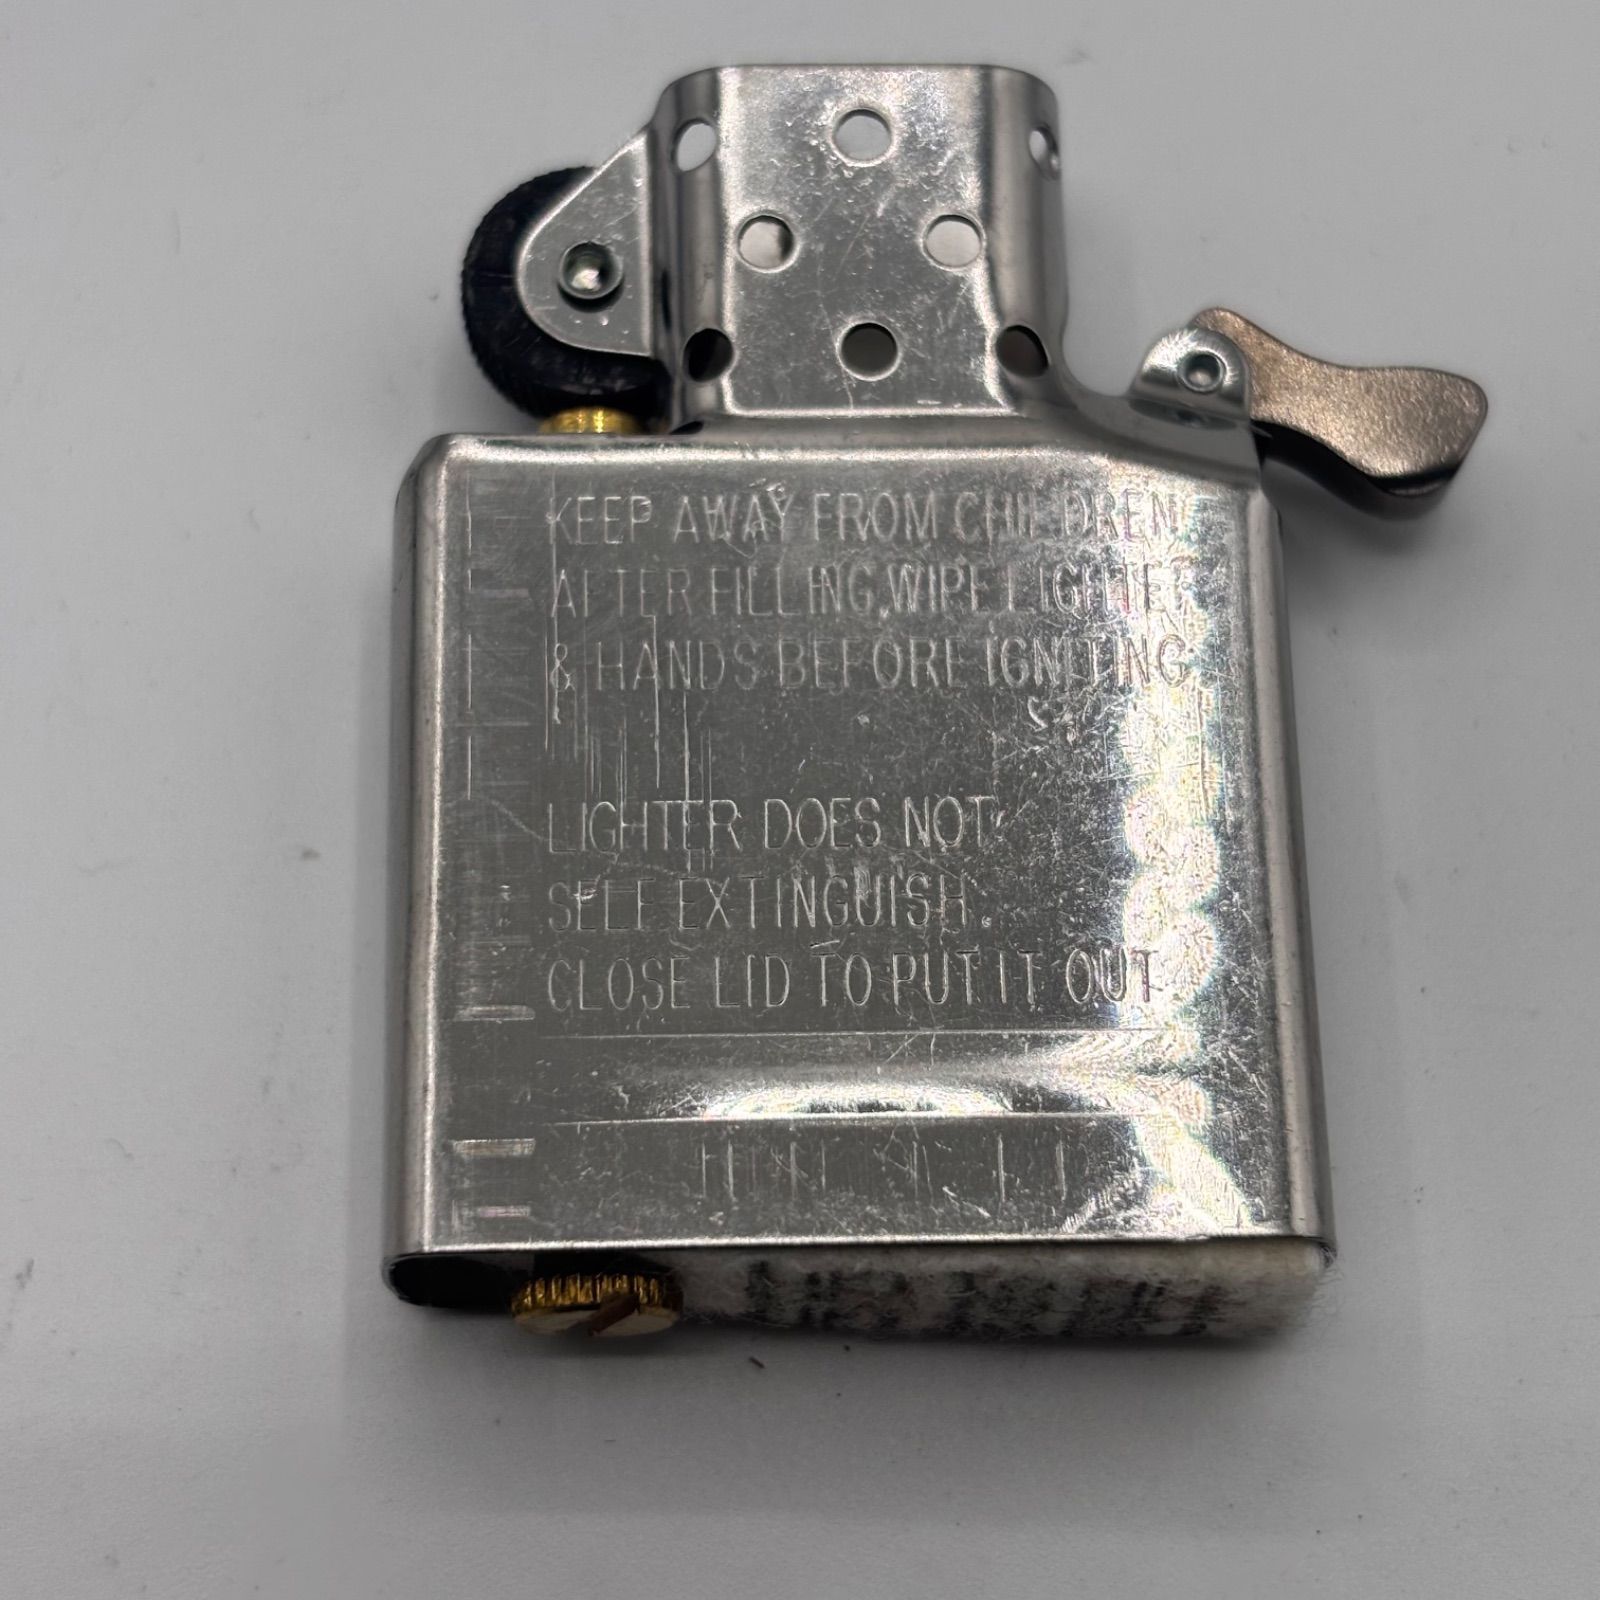 KEEP AWAY FROM CHILDREN
AFTER FILLING, WIPE LIGHTER
& HANDS BEFORE IGNITING
LIGHTER DOES NOT
SELF EXTINGUISH.
CLOSE LID TO PUT IT OUT